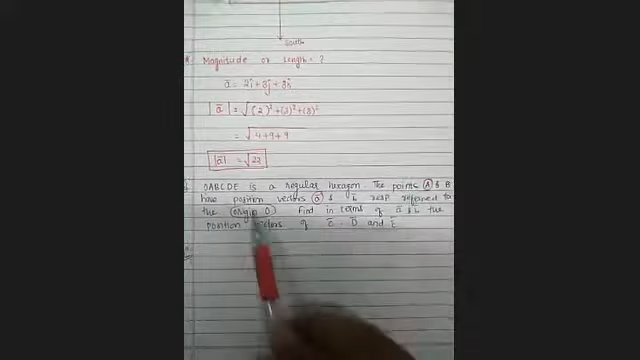 South
Magnitude or Length = ?
a̅ = 2î + 3ĵ + 3k̂
|a̅| = √(2)² + (3)² + (3)²
= √4+9+9
|a̅| = √22
OABCDE is a regular hexagon. The points A & B
have position vectors a̅ & b̅ resp referred to
the origin O. Find in terms of a̅ & b̅ the
position vectors of C̅, D̅ and E̅